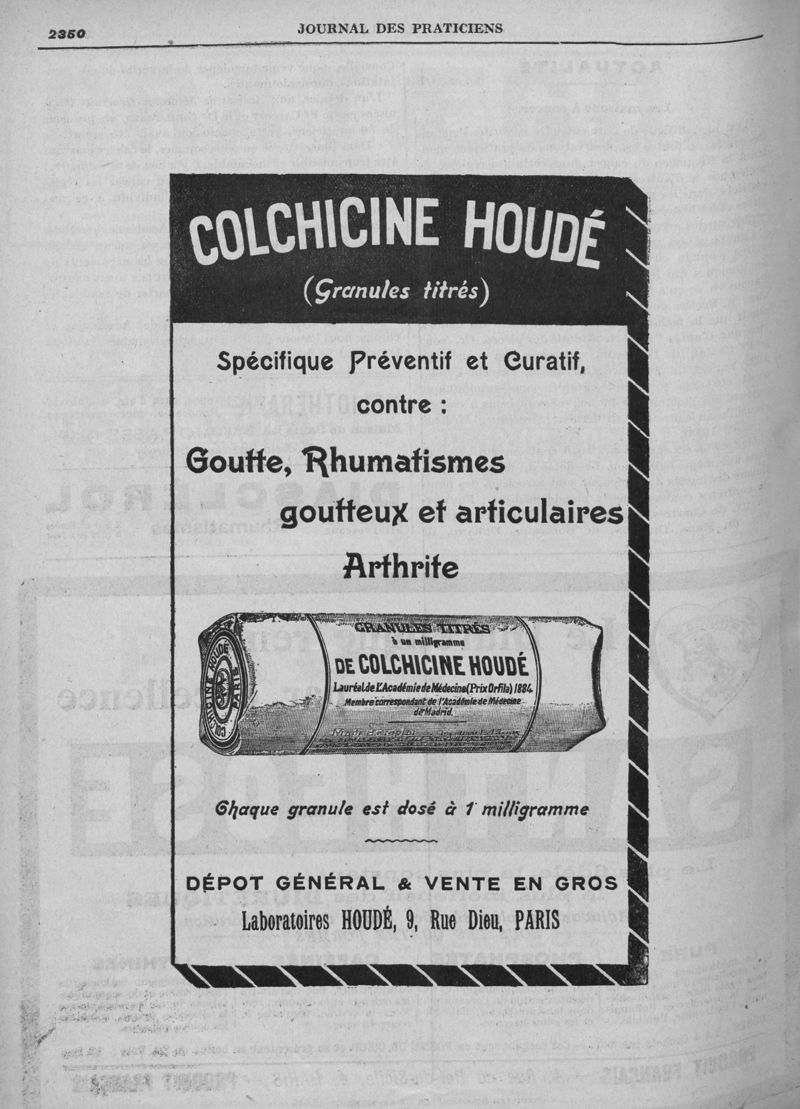 2350
JOURNAL DES PRATICIENS
COLCHICINE HOUDÉ
(Granules titrés)
Spécifique Préventif et Curatif,
contre :
Goutte, Rhumatismes
goutteux et articulaires
Arthrite
GRANULES TITRÉS
à un milligramme
DE COLCHICINE HOUDÉ
Lauréat de L'Académie de Médecine (Prix Orfila) 1884.
Membre correspondant de l'Académie de Médecine
de Madrid.
COLCHICINE HOUDÉ
PARIS
Chaque granule est dosé à 1 milligramme
DÉPOT GÉNÉRAL & VENTE EN GROS
Laboratoires HOUDÉ, 9, Rue Dieu, PARIS